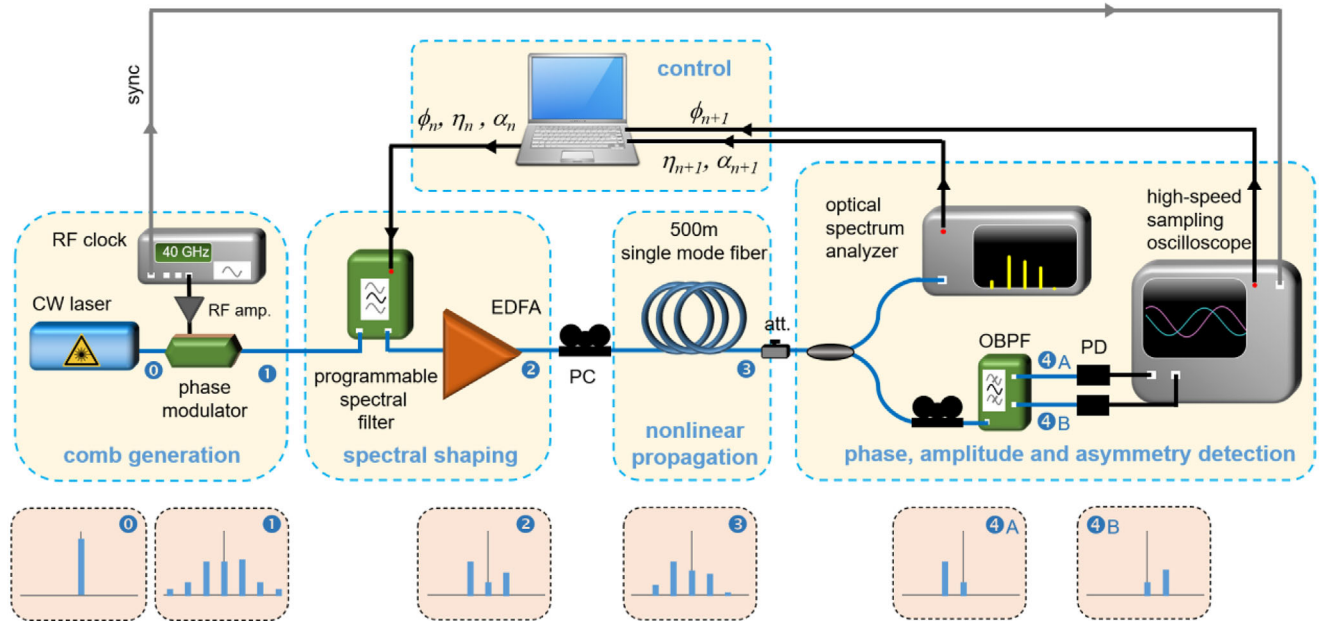 sync
control
ϕn, ηn , αn
ϕn+1
ηn+1, αn+1
RF clock
40 GHz
RF amp.
CW laser
0
1
phase
modulator
comb generation
programmable
spectral
filter
EDFA
2
spectral shaping
PC
500m
single mode fiber
3
nonlinear
propagation
att.
optical
spectrum
analyzer
high-speed
sampling
oscilloscope
OBPF
4A
4B
PD
phase, amplitude and asymmetry detection
0
1
2
3
4A
4B